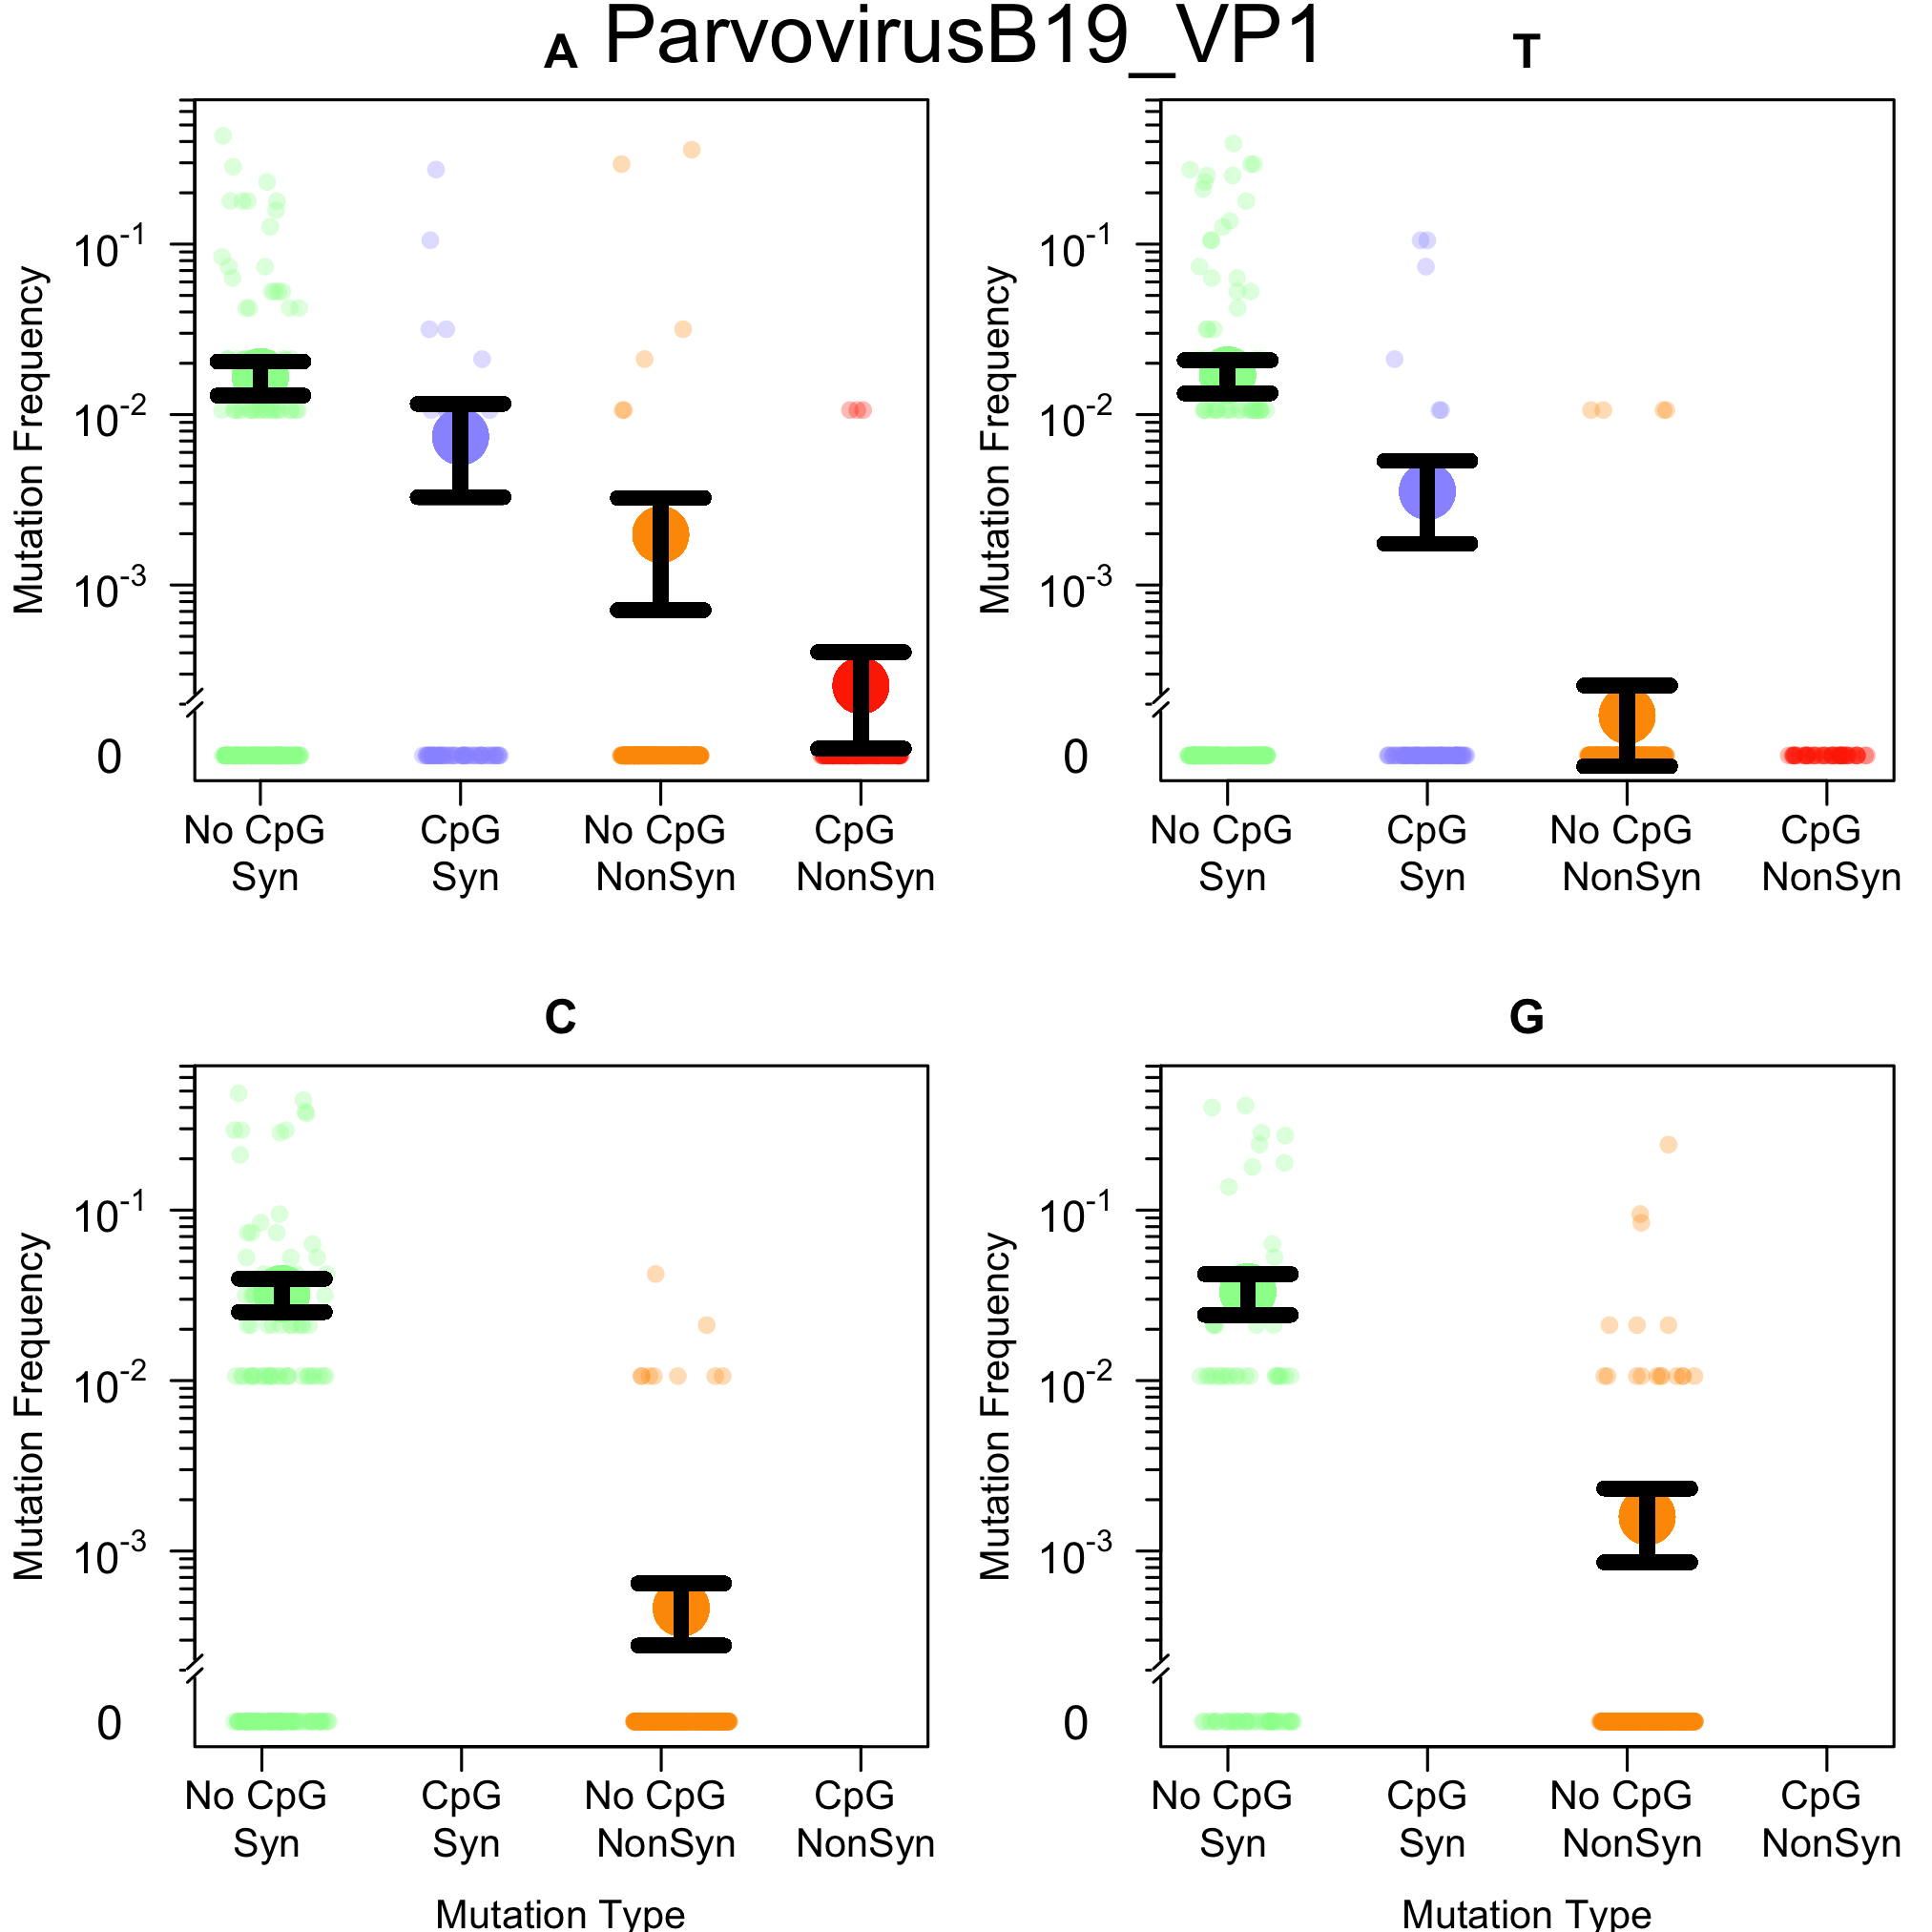 ParvovirusB19_VP1
A
Mutation Frequency
10-1
10-2
10-3
0
No CpG Syn
CpG Syn
No CpG NonSyn
CpG NonSyn
T
Mutation Frequency
10-1
10-2
10-3
0
No CpG Syn
CpG Syn
No CpG NonSyn
CpG NonSyn
C
Mutation Frequency
10-1
10-2
10-3
0
No CpG Syn
CpG Syn
No CpG NonSyn
CpG NonSyn
Mutation Type
G
Mutation Frequency
10-1
10-2
10-3
0
No CpG Syn
CpG Syn
No CpG NonSyn
CpG NonSyn
Mutation Type